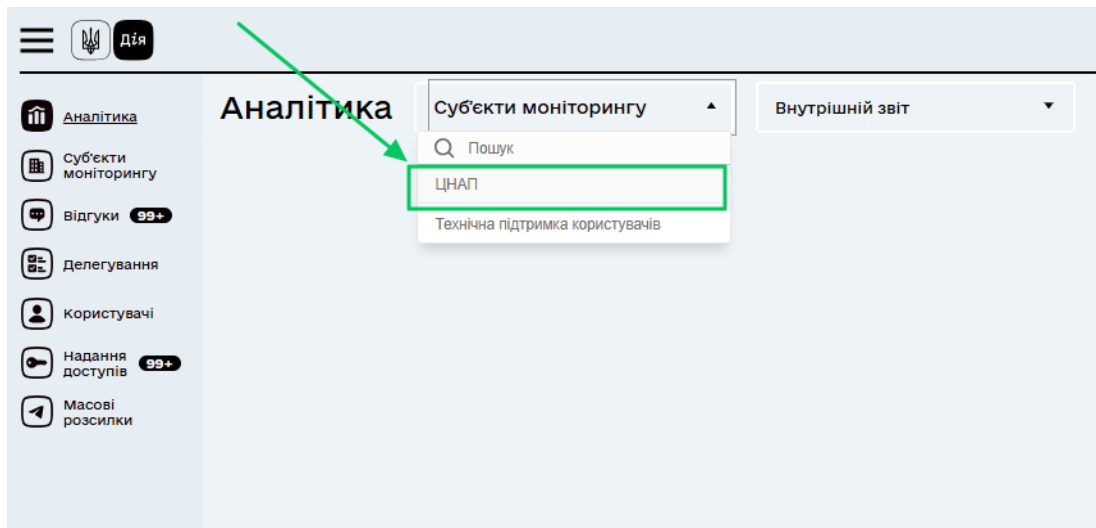 Дія
Аналітика
Суб'єкти
моніторингу
Відгуки 99+
Делегування
Користувачі
Надання
доступів 99+
Масові
розсилки
Аналітика
Суб'єкти моніторингу
Пошук
ЦНАП
Технічна підтримка користувачів
Внутрішній звіт